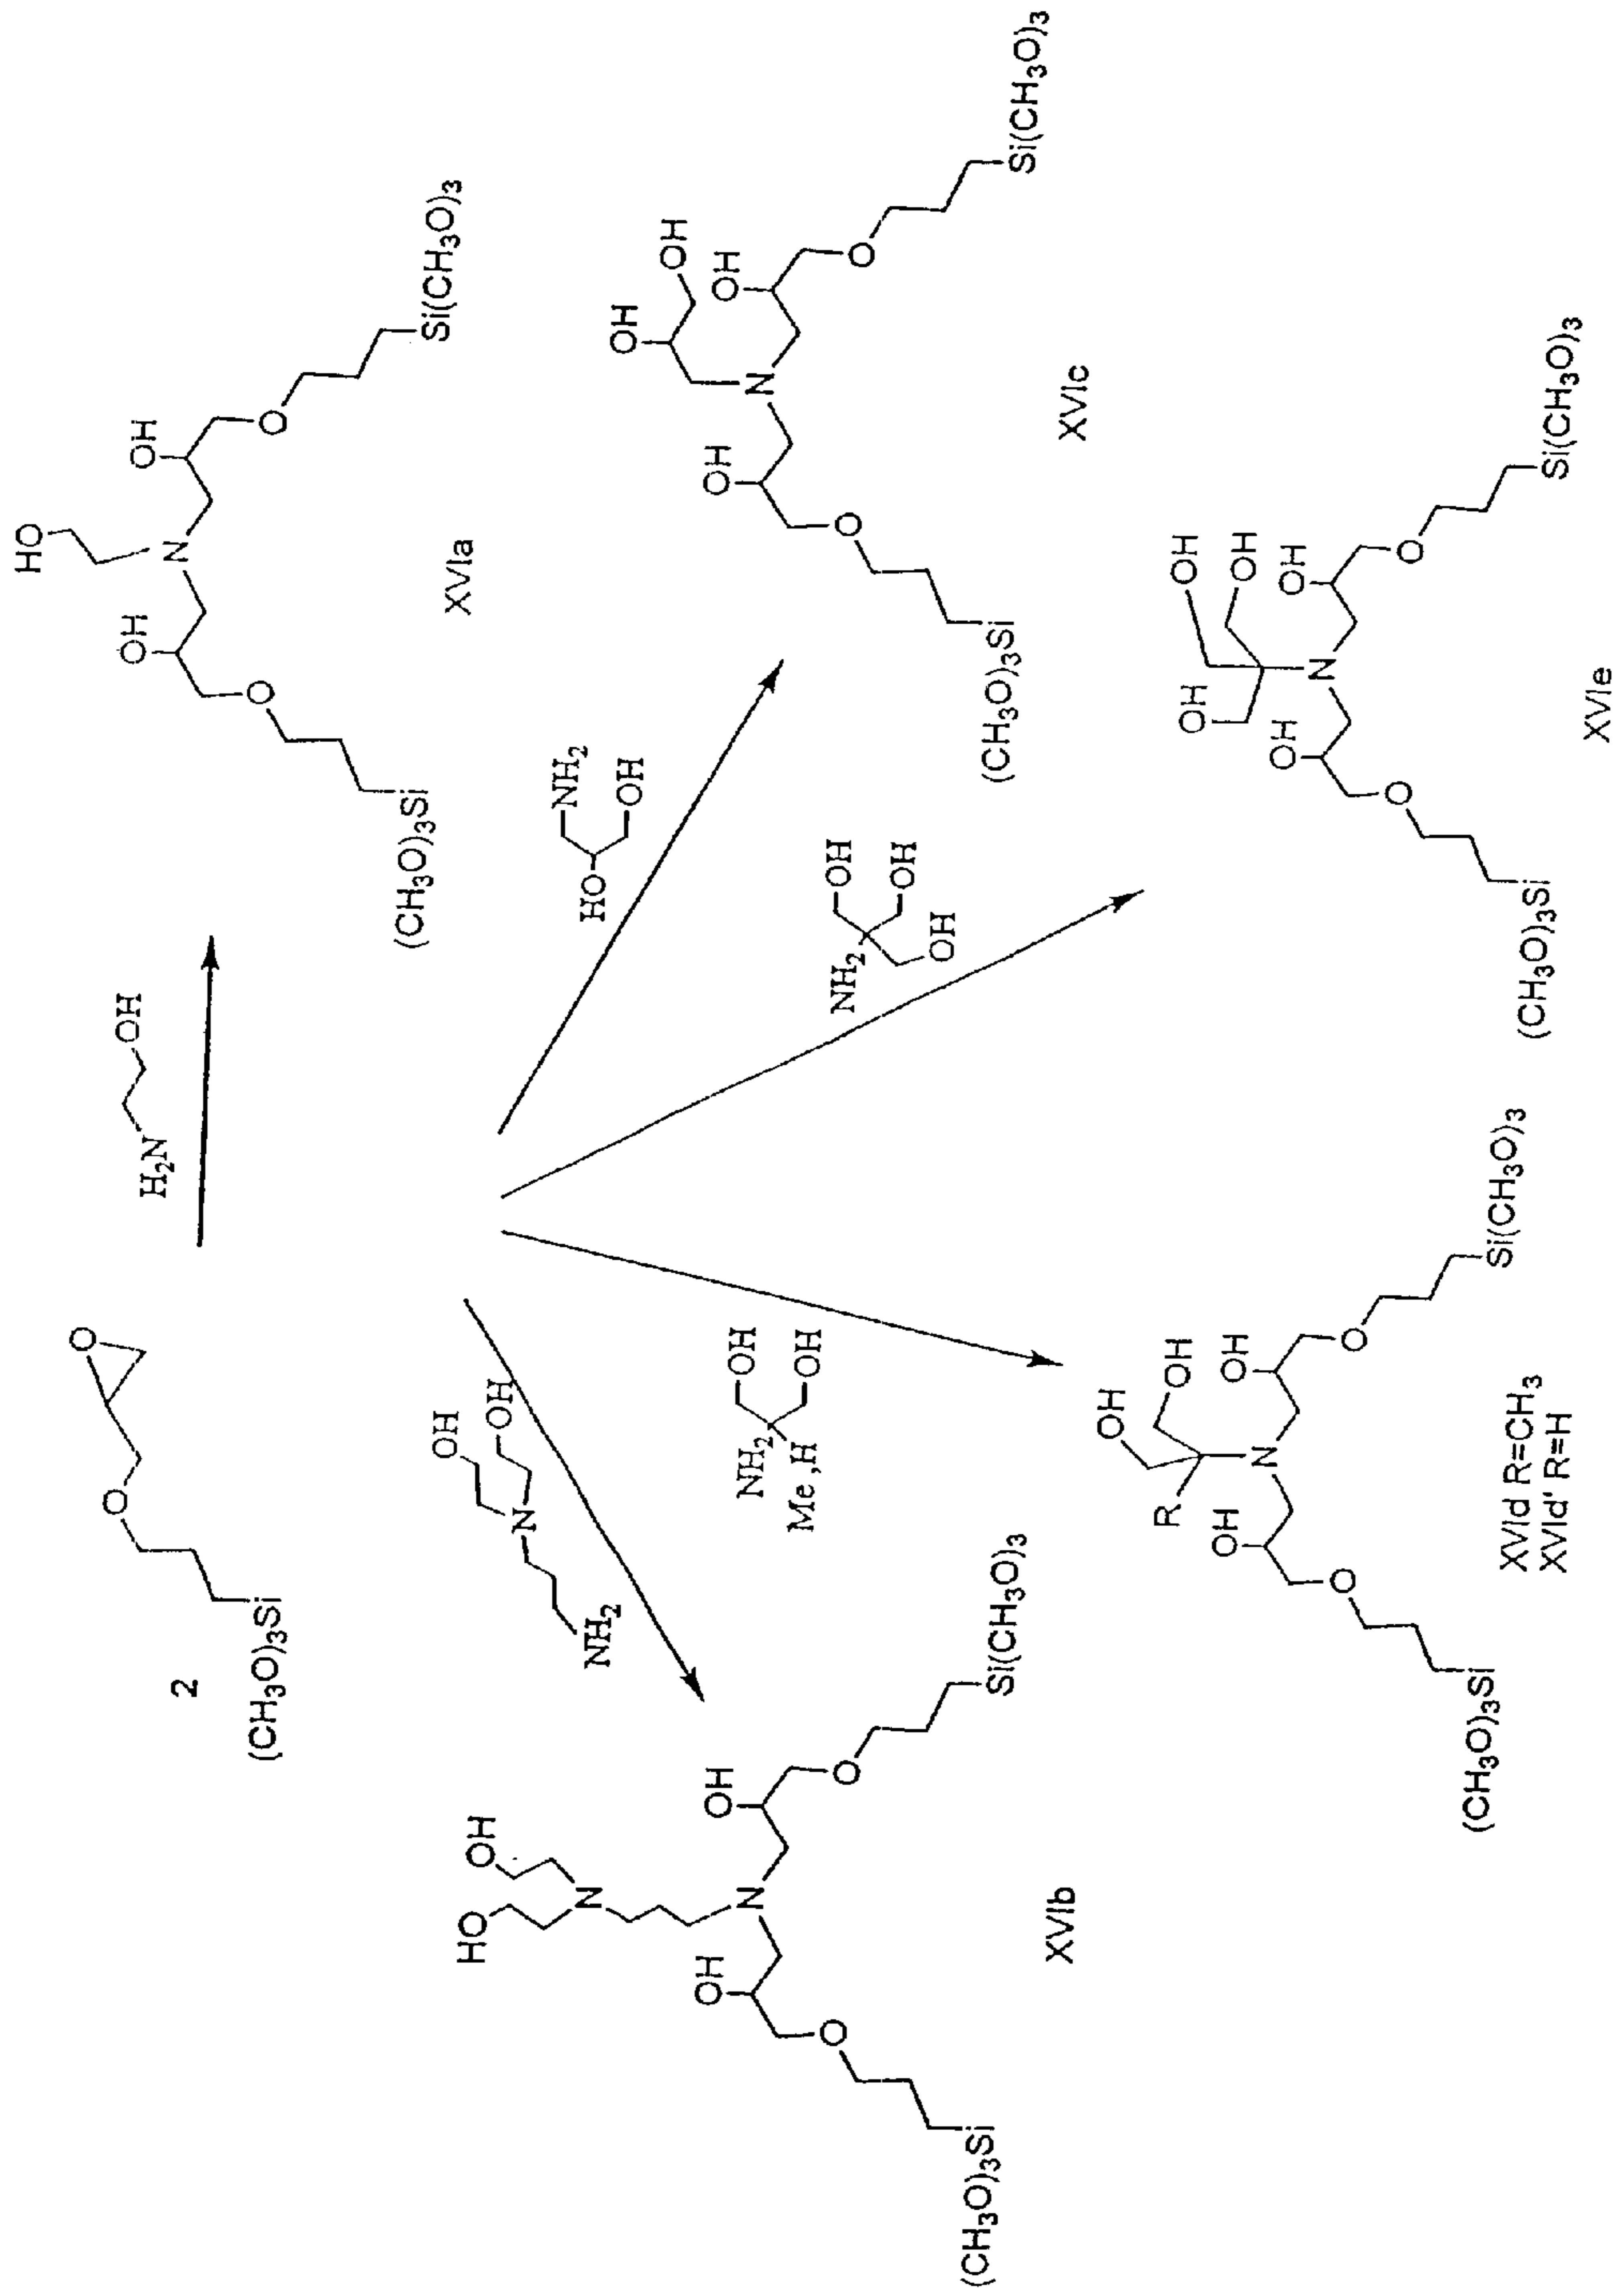 O
O
2
(CH₃O)₃Si
H₂N OH
HO
OH OH
N
O O
(CH₃O)₃Si Si(CH₃O)₃
XVIa
OH
OH
N
NH₂
HO OH
N
OH OH
N
O O
(CH₃O)₃Si Si(CH₃O)₃
XVIb
NH₂
HO OH
OH OH
OH OH
N
O O
(CH₃O)₃Si Si(CH₃O)₃
XVIc
NH₂ OH
Me ,H OH
OH OH
R
OH OH
N
O O
(CH₃O)₃Si Si(CH₃O)₃
XVId R=CH₃
XVId' R=H
OH
NH₂ OH
OH
OH OH
OH
OH OH
N
O O
(CH₃O)₃Si Si(CH₃O)₃
XVIe